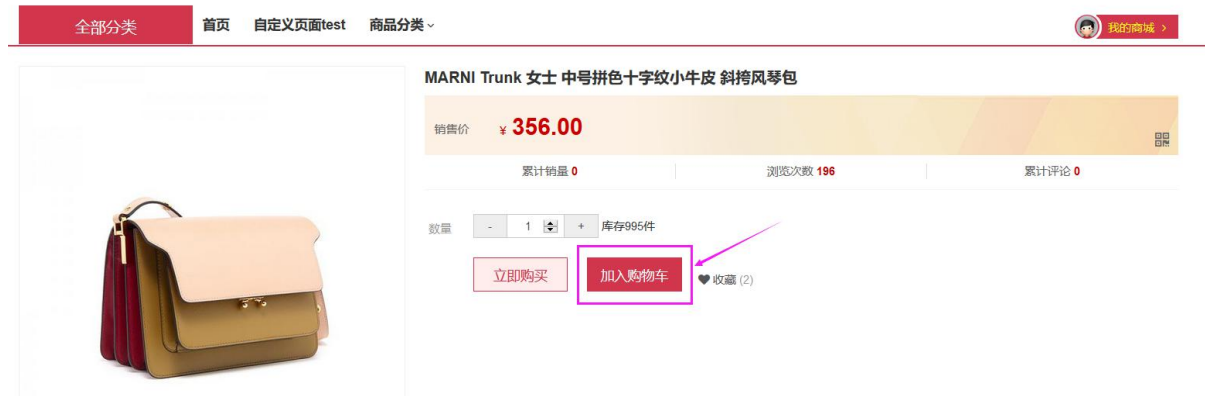 全部分类 首页 自定义页面test 商品分类 我的商城 >
MARNI Trunk 女士 中号拼色十字纹小牛皮 斜挎风琴包
销售价 ¥ 356.00
累计销量 0 浏览次数 196 累计评论 0
数量 - 1 + 库存995件
立即购买 加入购物车 收藏 (2)